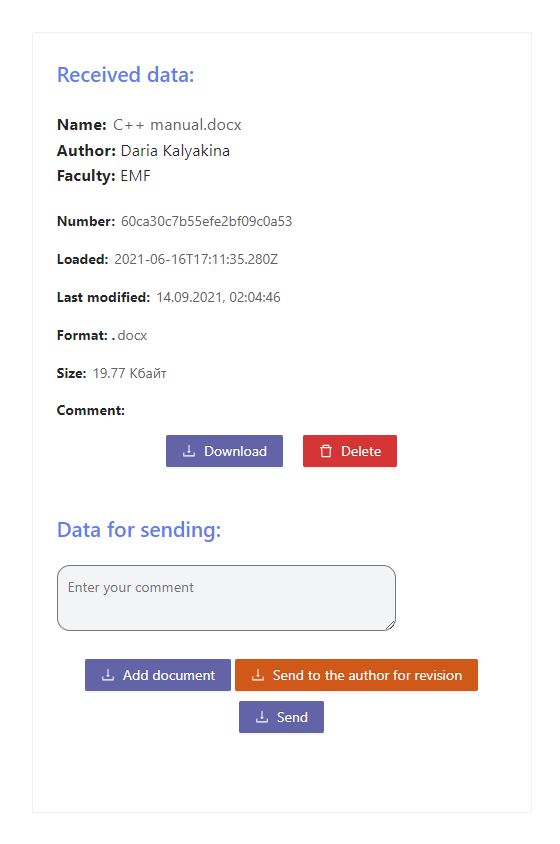 Received data:
Name: C++ manual.docx
Author: Daria Kalyakina
Faculty: EMF
Number: 60ca30c7b55efe2bf09c0a53
Loaded: 2021-06-16T17:11:35.280Z
Last modified: 14.09.2021, 02:04:46
Format: .docx
Size: 19.77 Кбайт
Comment:
Download Delete
Data for sending:
Enter your comment
Add document Send to the author for revision
Send